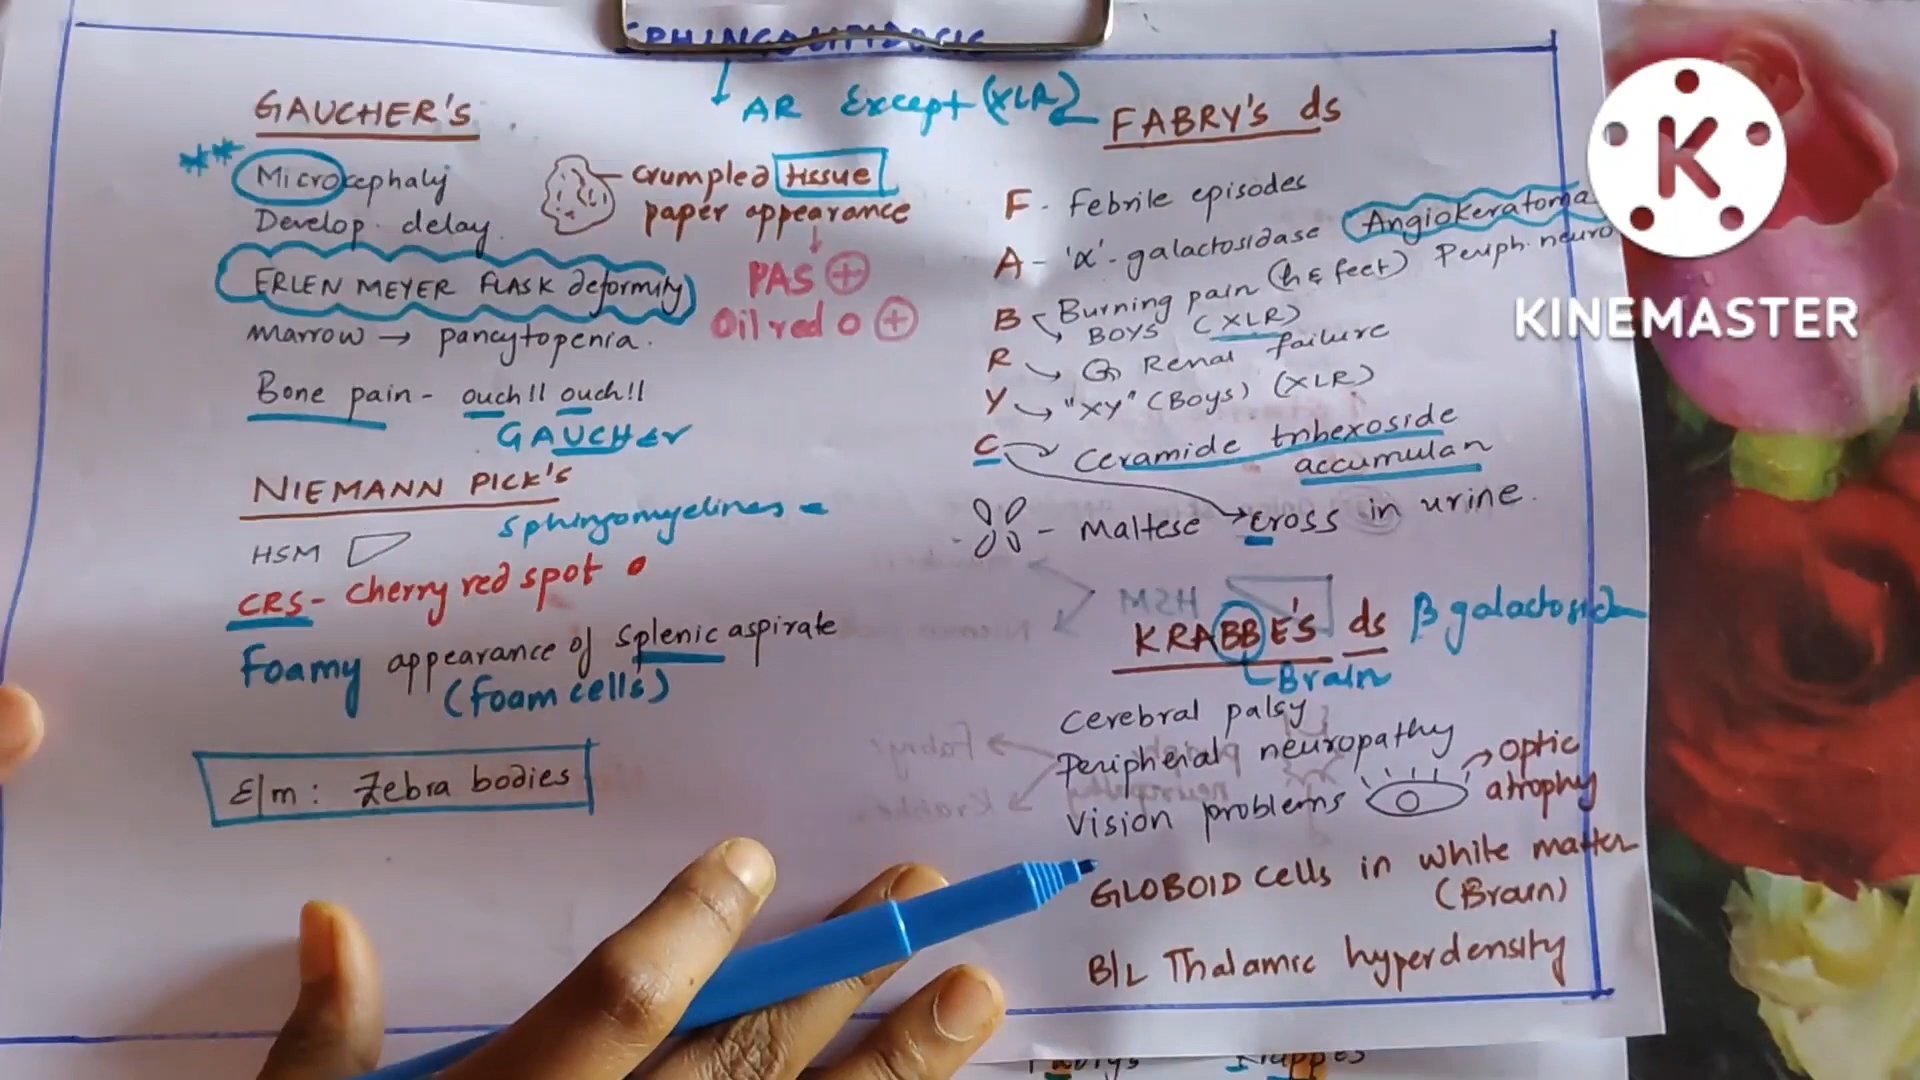 SPHINGOLIPIDOSIS
↓ AR Except (XLR)
GAUCHER'S
** Microcephaly
Develop. delay
ERLEN MEYER FLASK deformity
marrow → pancytopenia.
Bone pain - ouch!! ouch!!
GAUCHER
crumpled tissue
paper appearance
↓
PAS +
Oil red O +
NIEMANN PICK'S
sphingomyelines
HSM
CRS - cherry red spot
Foamy appearance of splenic aspirate
(foam cells)
E/m: Zebra bodies
FABRY'S ds
F - Febrile episodes
A - 'α' - galactosidase Angiokeratoma
B - Burning pain (h & feet) Periph. neuro
→ BOYS (XLR)
R → Renal failure
Y → "XY" (Boys) (XLR)
C → Ceramide trihexoside
accumulan
- Maltese → cross in urine.
HSM
KRABBE'S ds β galactosid
Brain
Cerebral palsy
Peripheral neuropathy
Vision problems → optic
atrophy
GLOBOID cells in white matter
(Brain)
B/L Thalamic hyperdensity
K
KINEMASTER